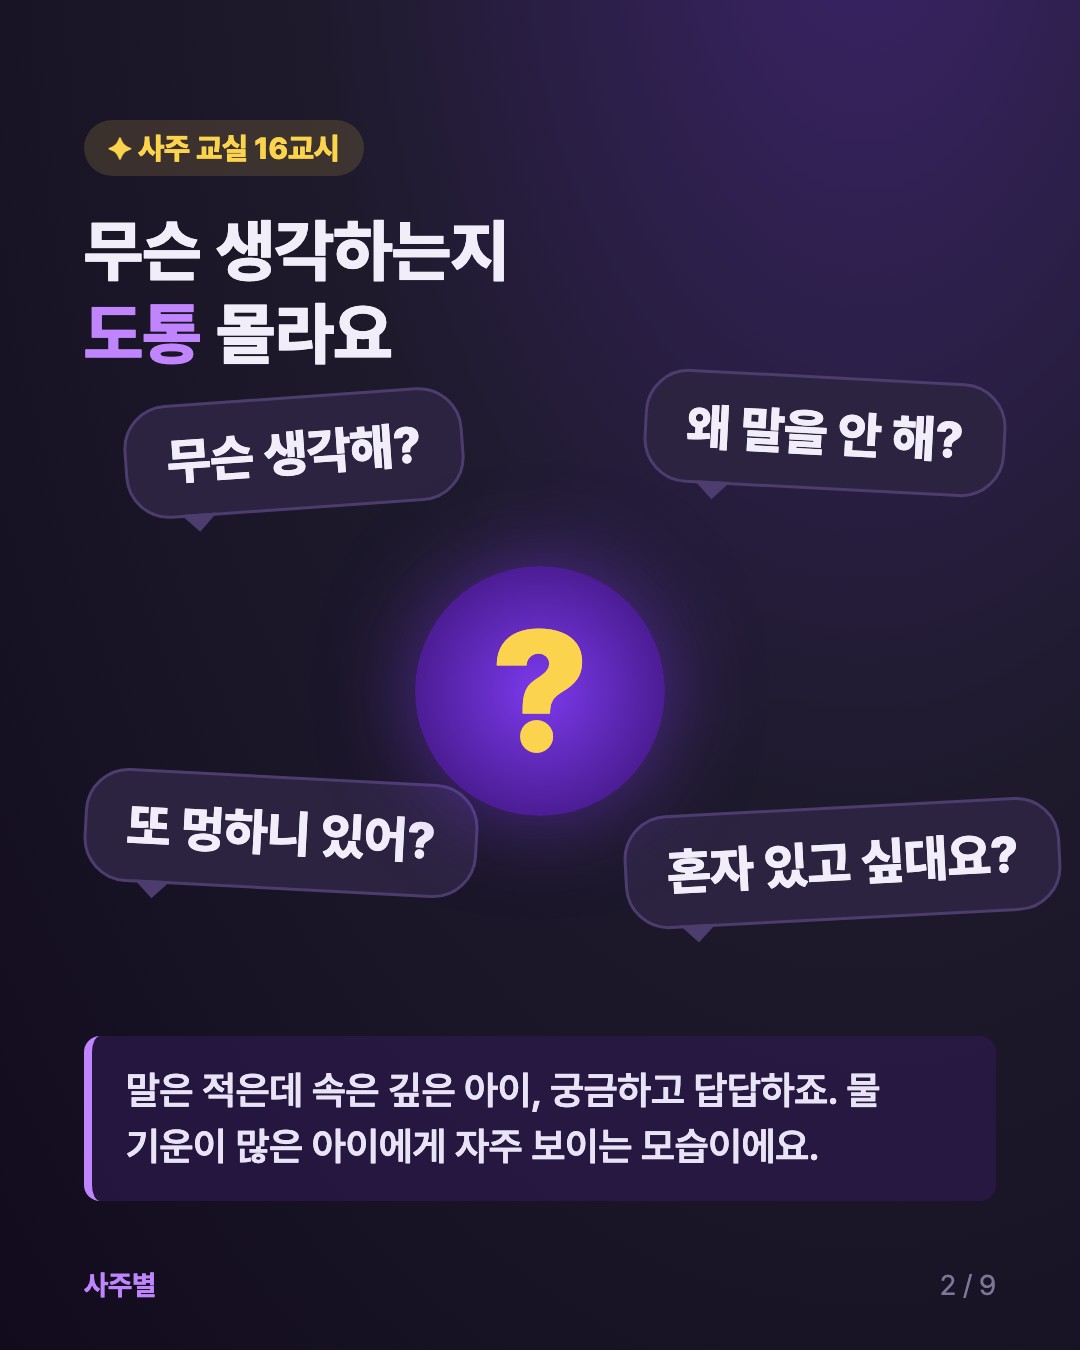 ✦ 사주 교실 16교시
무슨 생각하는지
도통 몰라요
무슨 생각해?
왜 말을 안 해?
?
또 멍하니 있어?
혼자 있고 싶대요?
말은 적은데 속은 깊은 아이, 궁금하고 답답하죠. 물
기운이 많은 아이에게 자주 보이는 모습이에요.
사주별
2 / 9